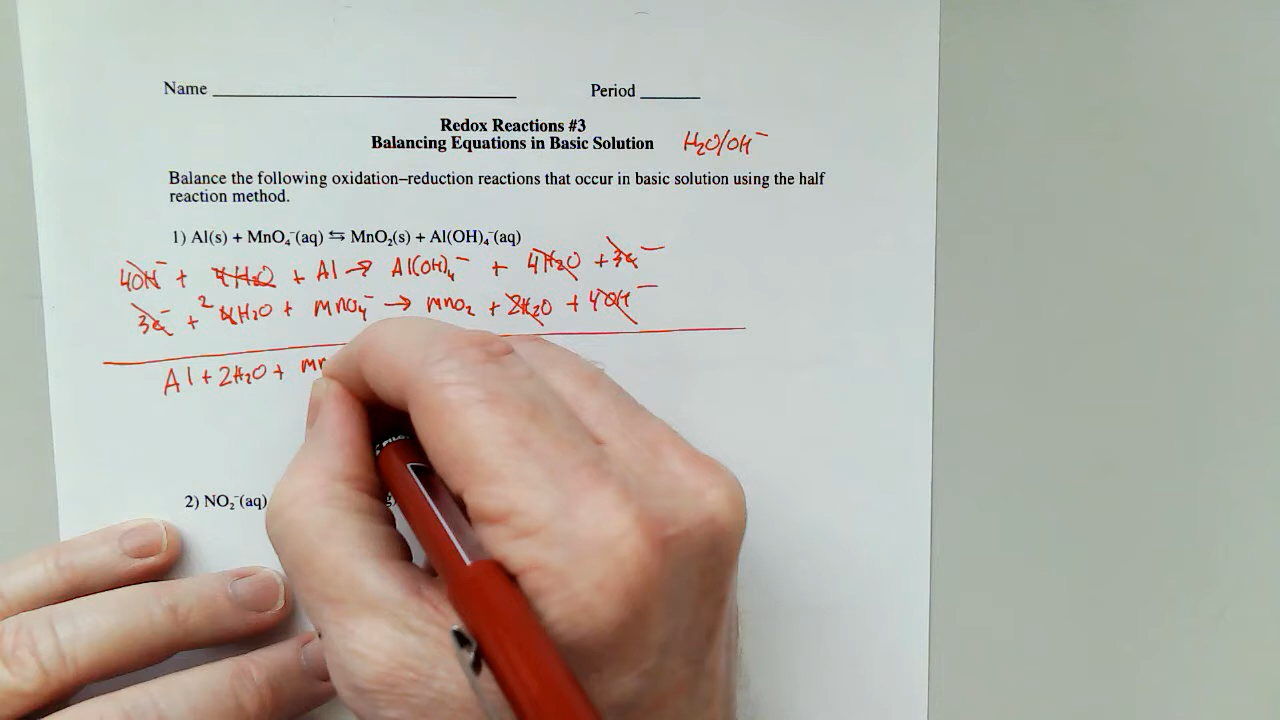 Name ____________ Period ______
Redox Reactions #3
Balancing Equations in Basic Solution H₂O/OH⁻
Balance the following oxidation–reduction reactions that occur in basic solution using the half
reaction method.
1) Al(s) + MnO₄⁻(aq) ⇆ MnO₂(s) + Al(OH)₄⁻(aq)
4OH⁻ + 4H₂O + Al → Al(OH)₄⁻ + 4H₂O + 3e⁻
3e⁻ + 2 4H₂O + MnO₄⁻ → MnO₂ + 2H₂O + 4OH⁻
Al + 2H₂O + Mn
2) NO₂⁻(aq)